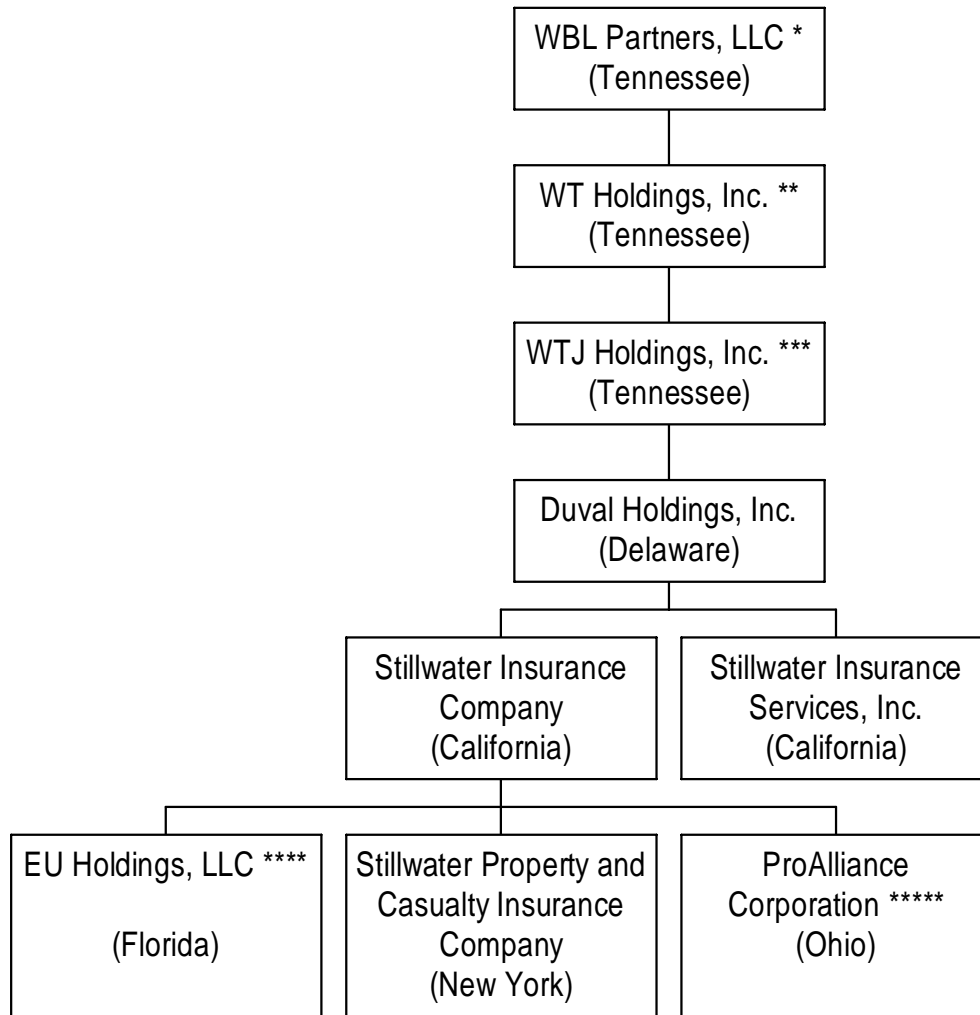 WBL Partners, LLC *
(Tennessee)
WT Holdings, Inc. **
(Tennessee)
WTJ Holdings, Inc. ***
(Tennessee)
Duval Holdings, Inc.
(Delaware)
Stillwater Insurance
Company
(California)
Stillwater Insurance
Services, Inc.
(California)
EU Holdings, LLC ****
(Florida)
Stillwater Property and
Casualty Insurance
Company
(New York)
ProAlliance
Corporation *****
(Ohio)